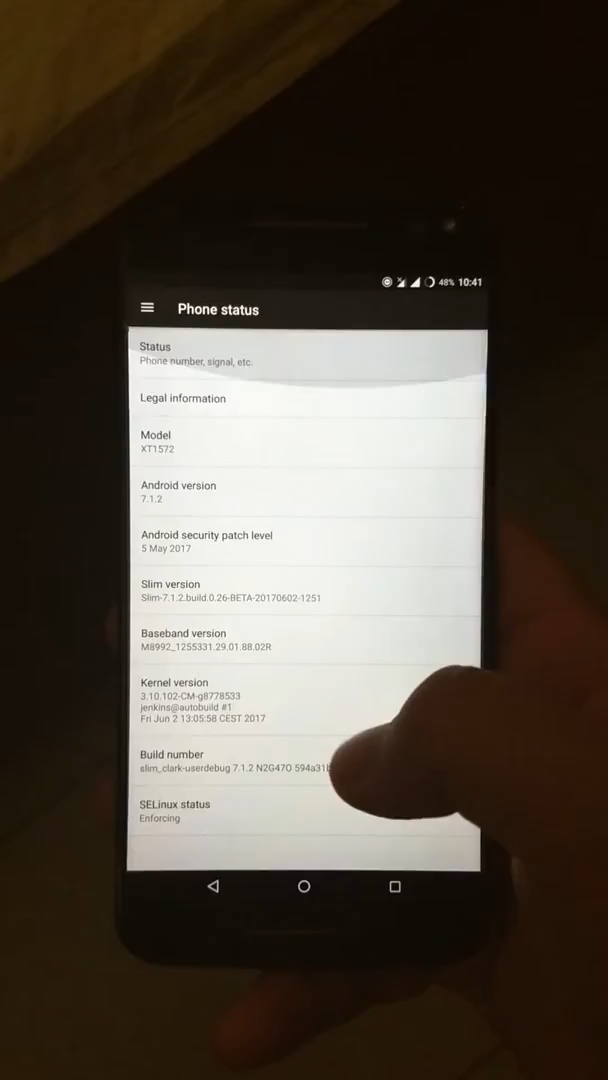 48% 10:41
Phone status
Status
Phone number, signal, etc.
Legal information
Model
XT1572
Android version
7.1.2
Android security patch level
5 May 2017
Slim version
Slim-7.1.2.build.0.26-BETA-20170602-1251
Baseband version
M8992_1255331.29.01.88.02R
Kernel version
3.10.102-CM-g8778533
jenkins@autobuild #1
Fri Jun 2 13:05:58 CEST 2017
Build number
slim_clark-userdebug 7.1.2 N2G47O
SELinux status
Enforcing